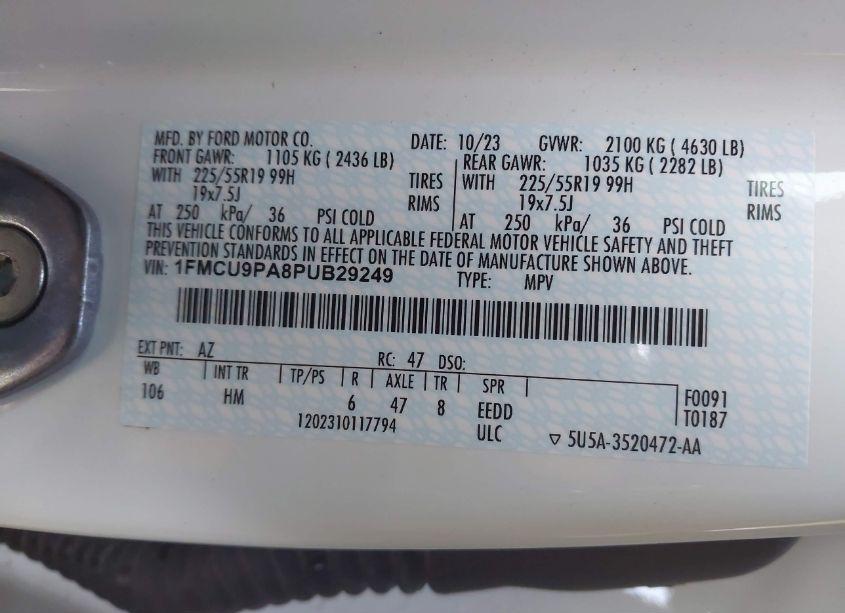 MFD. BY FORD MOTOR CO. DATE: 10/23 GVWR: 2100 KG ( 4630 LB)
FRONT GAWR: 1105 KG ( 2436 LB) REAR GAWR: 1035 KG ( 2282 LB)
WITH 225/55R19 99H TIRES WITH 225/55R19 99H TIRES
19x7.5J RIMS 19x7.5J RIMS
AT 250 kPa/ 36 PSI COLD AT 250 kPa/ 36 PSI COLD
THIS VEHICLE CONFORMS TO ALL APPLICABLE FEDERAL MOTOR VEHICLE SAFETY AND THEFT
PREVENTION STANDARDS IN EFFECT ON THE DATE OF MANUFACTURE SHOWN ABOVE.
VIN: 1FMCU9PA8PUB29249 TYPE: MPV
EXT PNT: AZ RC: 47 DSO:
WB INT TR TP/PS R AXLE TR SPR F0091
106 HM 6 47 8 EEDD T0187
1202310117794 ULC ▽ 5U5A-3520472-AA